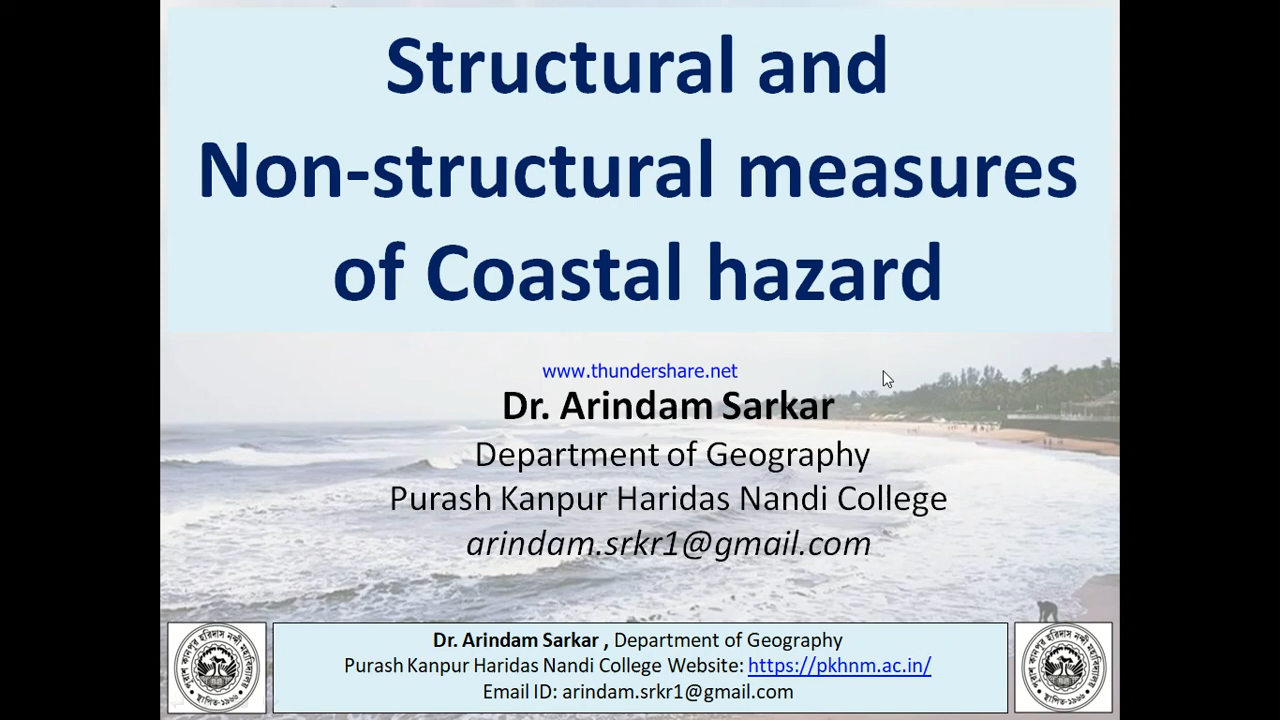 Structural and
Non-structural measures
of Coastal hazard
www.thundershare.net
Dr. Arindam Sarkar
Department of Geography
Purash Kanpur Haridas Nandi College
arindam.srkr1@gmail.com
Dr. Arindam Sarkar , Department of Geography
Purash Kanpur Haridas Nandi College Website: https://pkhnm.ac.in/
Email ID: arindam.srkr1@gmail.com